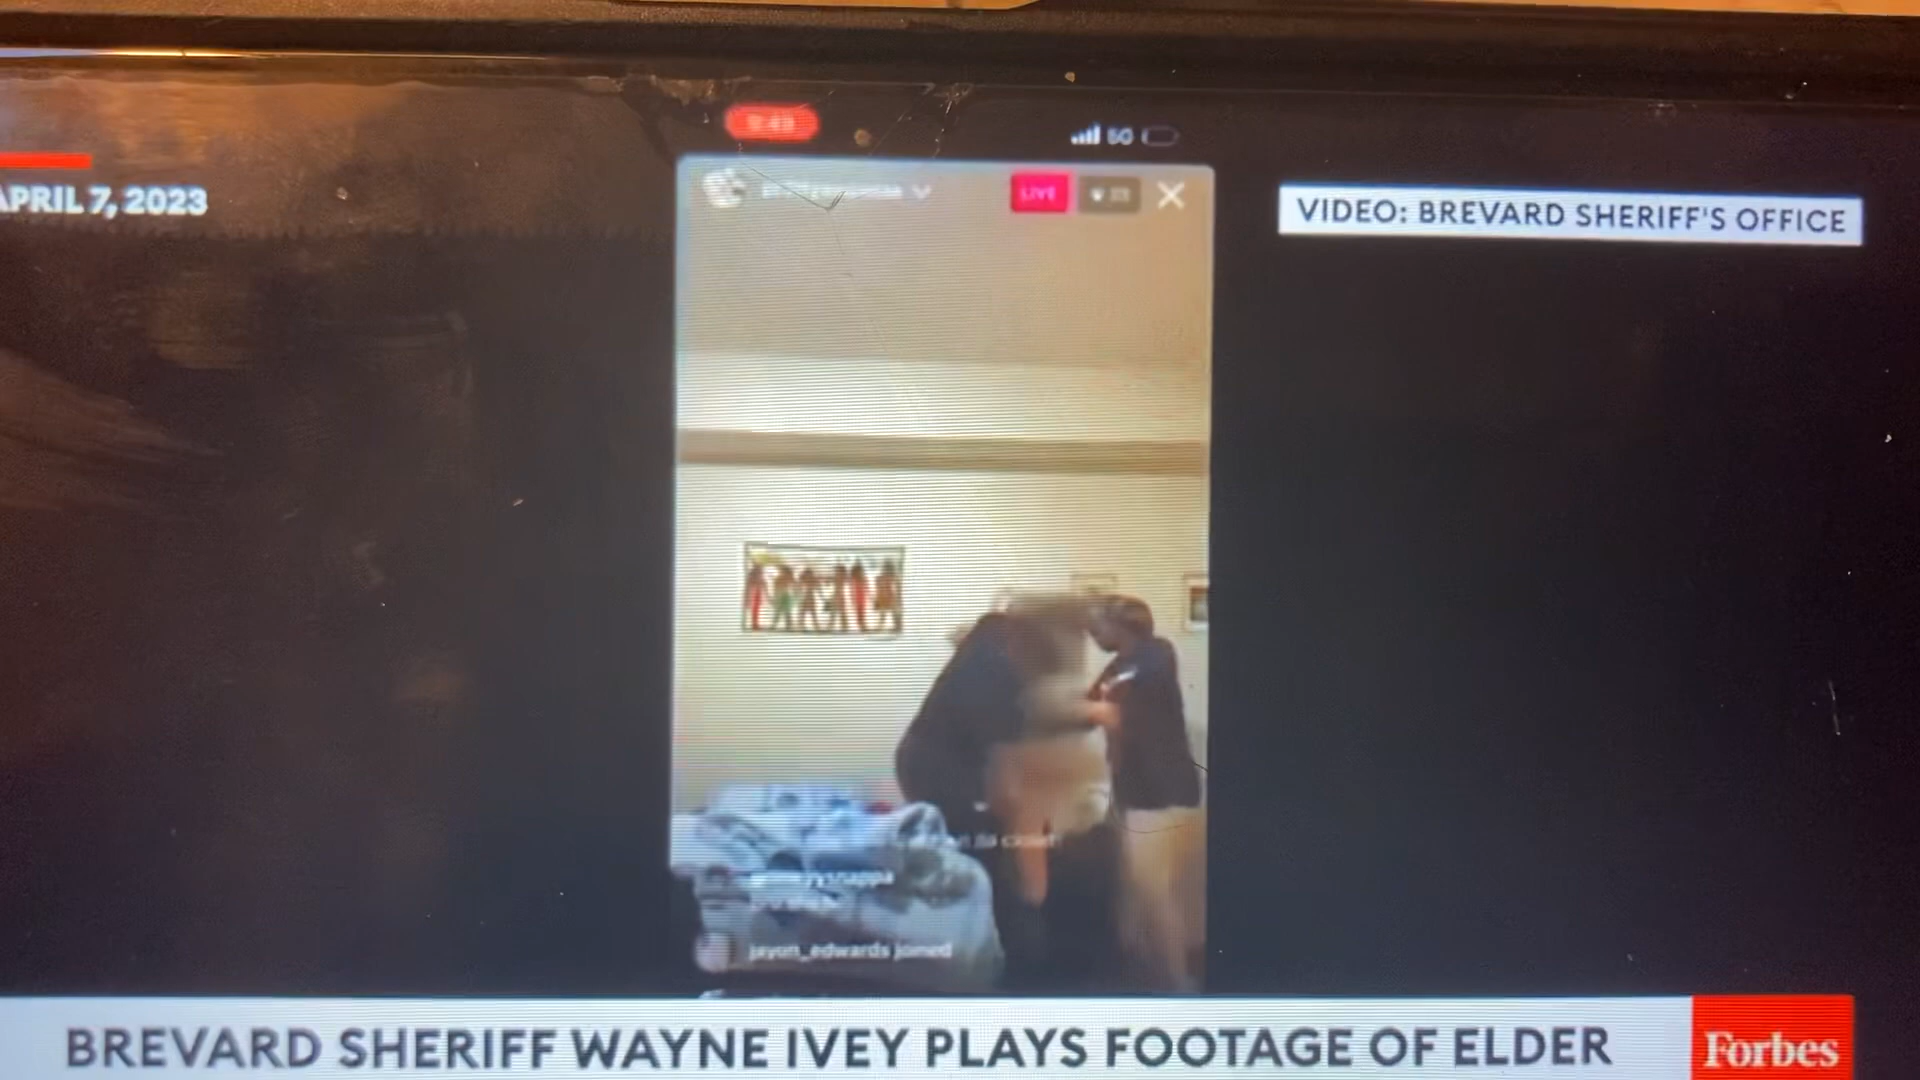 5G
APRIL 7, 2023
LIVE
VIDEO: BREVARD SHERIFF'S OFFICE
jayon_edwards joined
BREVARD SHERIFF WAYNE IVEY PLAYS FOOTAGE OF ELDER
Forbes